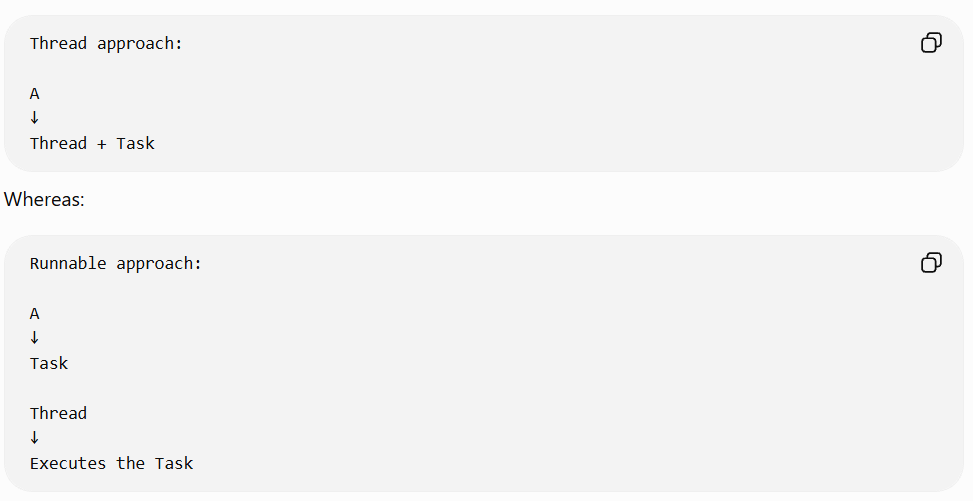 Thread approach:
A
↓
Thread + Task
Whereas:
Runnable approach:
A
↓
Task
Thread
↓
Executes the Task